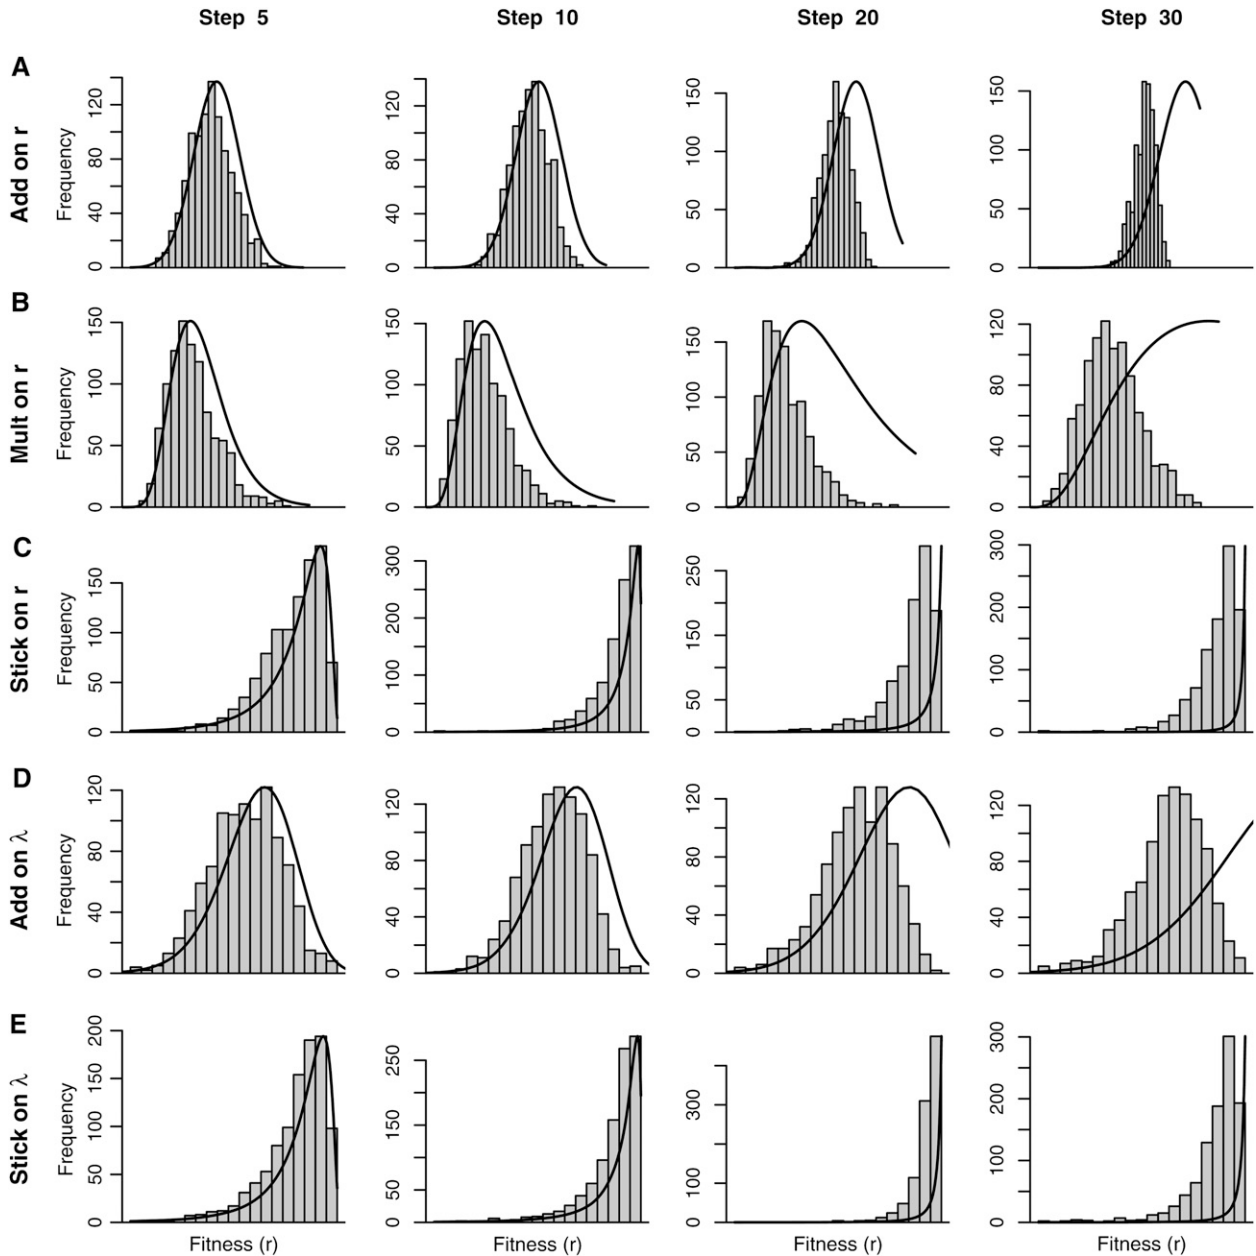 Step 5 Step 10 Step 20 Step 30
A
Add on r
Frequency
0 40 80 120
0 40 80 120
0 50 100 150
0 50 100 150
B
Mult on r
Frequency
0 50 100 150
0 50 100 150
0 50 100 150
0 40 80 120
C
Stick on r
Frequency
0 50 100 150
0 100 200 300
0 50 150 250
0 100 200 300
D
Add on λ
Frequency
0 40 80 120
0 40 80 120
0 40 80 120
0 40 80 120
E
Stick on λ
Frequency
0 50 100 150 200
0 50 150 250
0 100 300
0 100 200 300
Fitness (r) Fitness (r) Fitness (r) Fitness (r)